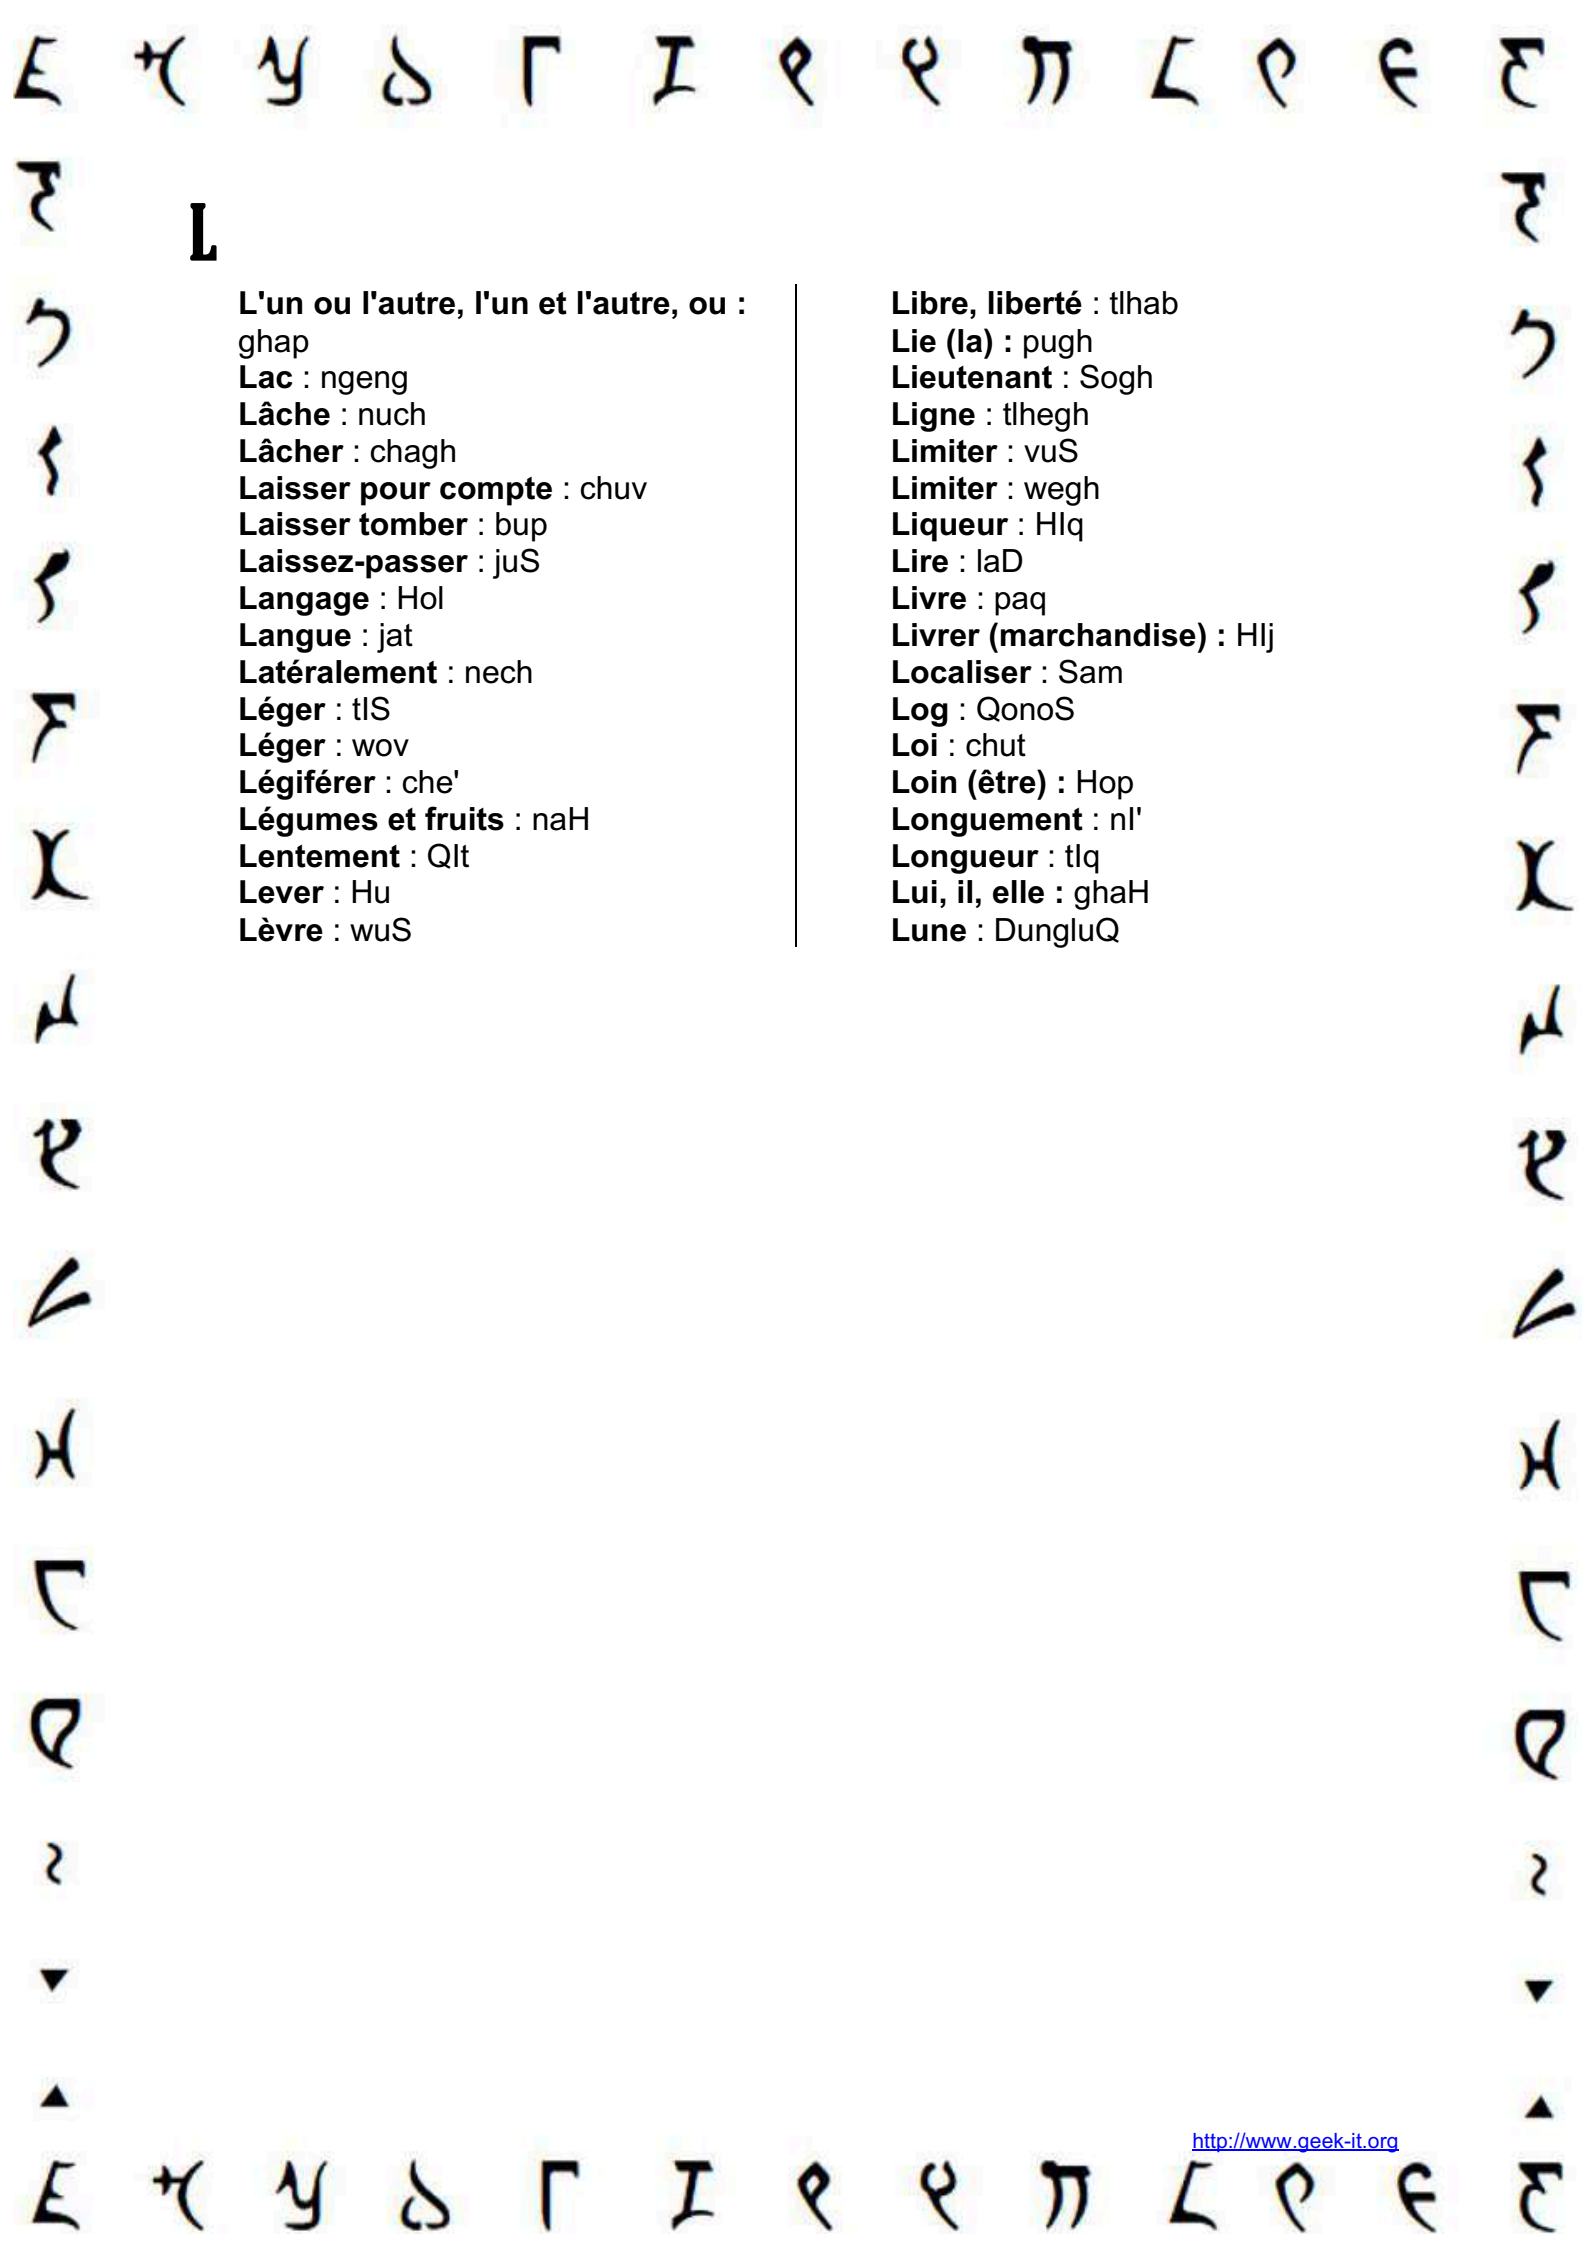 L
L'un ou l'autre, l'un et l'autre, ou :
ghap
Lac : ngeng
Lâche : nuch
Lâcher : chagh
Laisser pour compte : chuv
Laisser tomber : bup
Laissez-passer : juS
Langage : Hol
Langue : jat
Latéralement : nech
Léger : tIS
Léger : wov
Légiférer : che'
Légumes et fruits : naH
Lentement : QIt
Lever : Hu
Lèvre : wuS
Libre, liberté : tlhab
Lie (la) : pugh
Lieutenant : Sogh
Ligne : tlhegh
Limiter : vuS
Limiter : wegh
Liqueur : HIq
Lire : laD
Livre : paq
Livrer (marchandise) : HIj
Localiser : Sam
Log : QonoS
Loi : chut
Loin (être) : Hop
Longuement : nI'
Longueur : tIq
Lui, il, elle : ghaH
Lune : DungluQ
http://www.geek-it.org